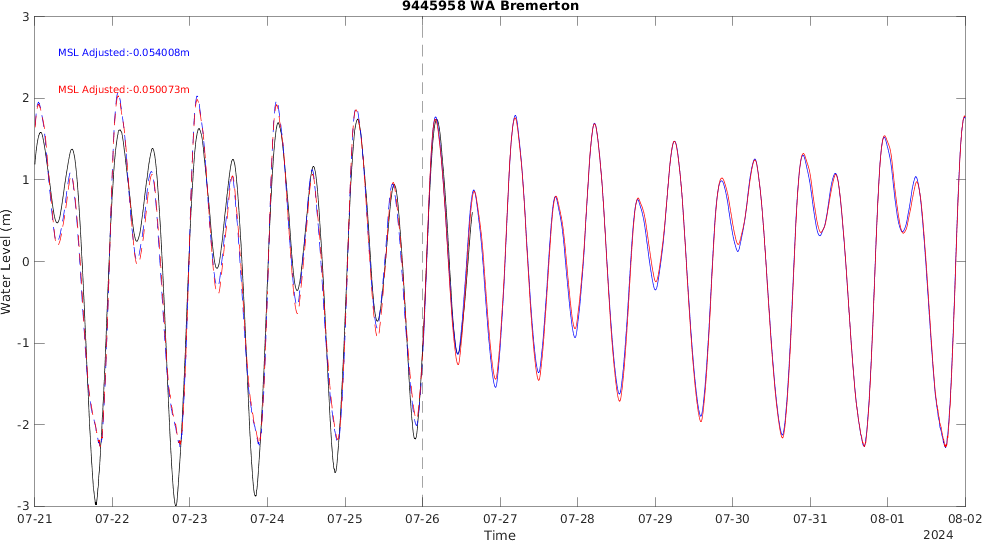 9445958 WA Bremerton
MSL Adjusted:-0.054008m
MSL Adjusted:-0.050073m
Water Level (m)
3
2
1
0
-1
-2
-3
07-21 07-22 07-23 07-24 07-25 07-26 07-27 07-28 07-29 07-30 07-31 08-01 08-02
Time
2024